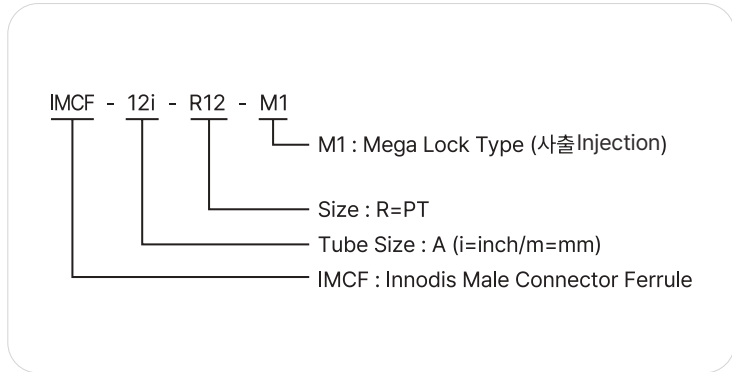 IMCF - 12i - R12 - M1
M1 : Mega Lock Type (사출Injection)
Size : R=PT
Tube Size : A (i=inch/m=mm)
IMCF : Innodis Male Connector Ferrule